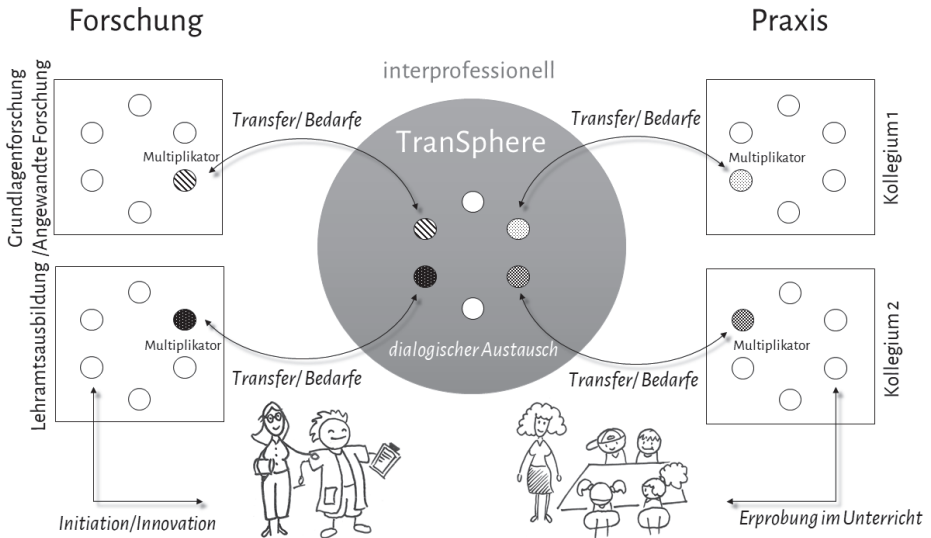 Forschung
Praxis
interprofessionell
Grundlagenforschung
/Angewandte Forschung
Transfer/Bedarfe
TranSphere
Transfer/Bedarfe
Multiplikator
Multiplikator
Kollegium 1
Lehramtsausbildung
Multiplikator
dialogischer Austausch
Multiplikator
Kollegium 2
Transfer/Bedarfe
Transfer/Bedarfe
Initiation/Innovation
Erprobung im Unterricht